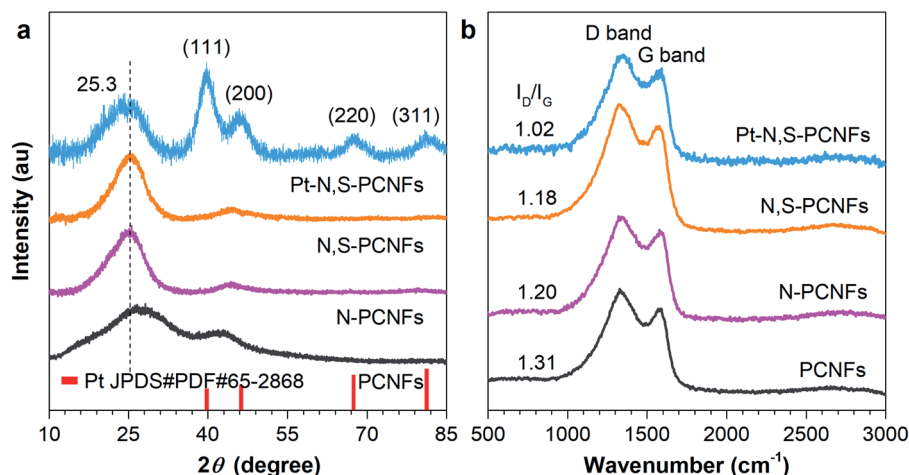 a
(111)
25.3
(200)
(220)
(311)
Pt-N,S-PCNFs
N,S-PCNFs
N-PCNFs
Pt JPDS#PDF#65-2868
PCNFs
10 25 40 55 70 85
2θ (degree)
Intensity (au)
b
D band
G band
I_D/I_G
1.02
Pt-N,S-PCNFs
1.18
N,S-PCNFs
1.20
N-PCNFs
1.31
PCNFs
500 1000 1500 2000 2500 3000
Wavenumber (cm⁻¹)